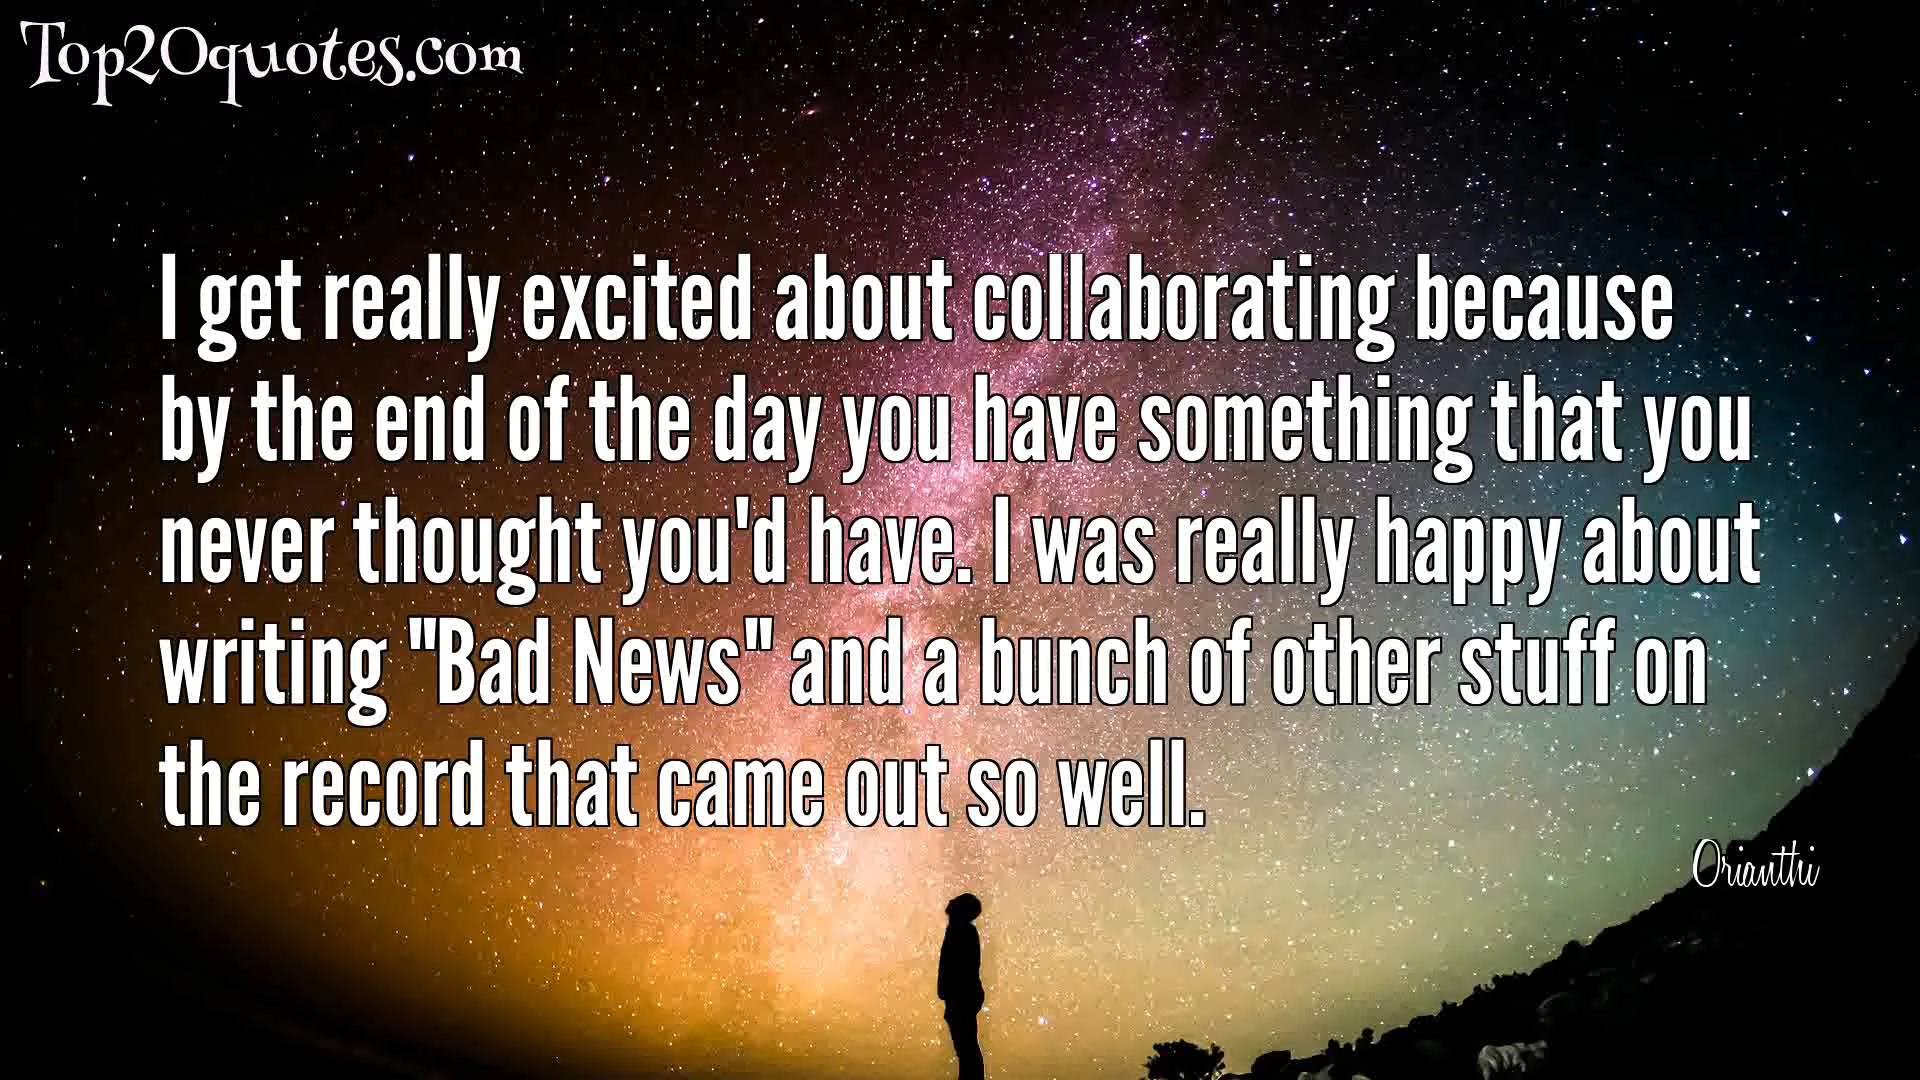 Top20quotes.com
I get really excited about collaborating because
by the end of the day you have something that you
never thought you'd have. I was really happy about
writing "Bad News" and a bunch of other stuff on
the record that came out so well.
Orianthi